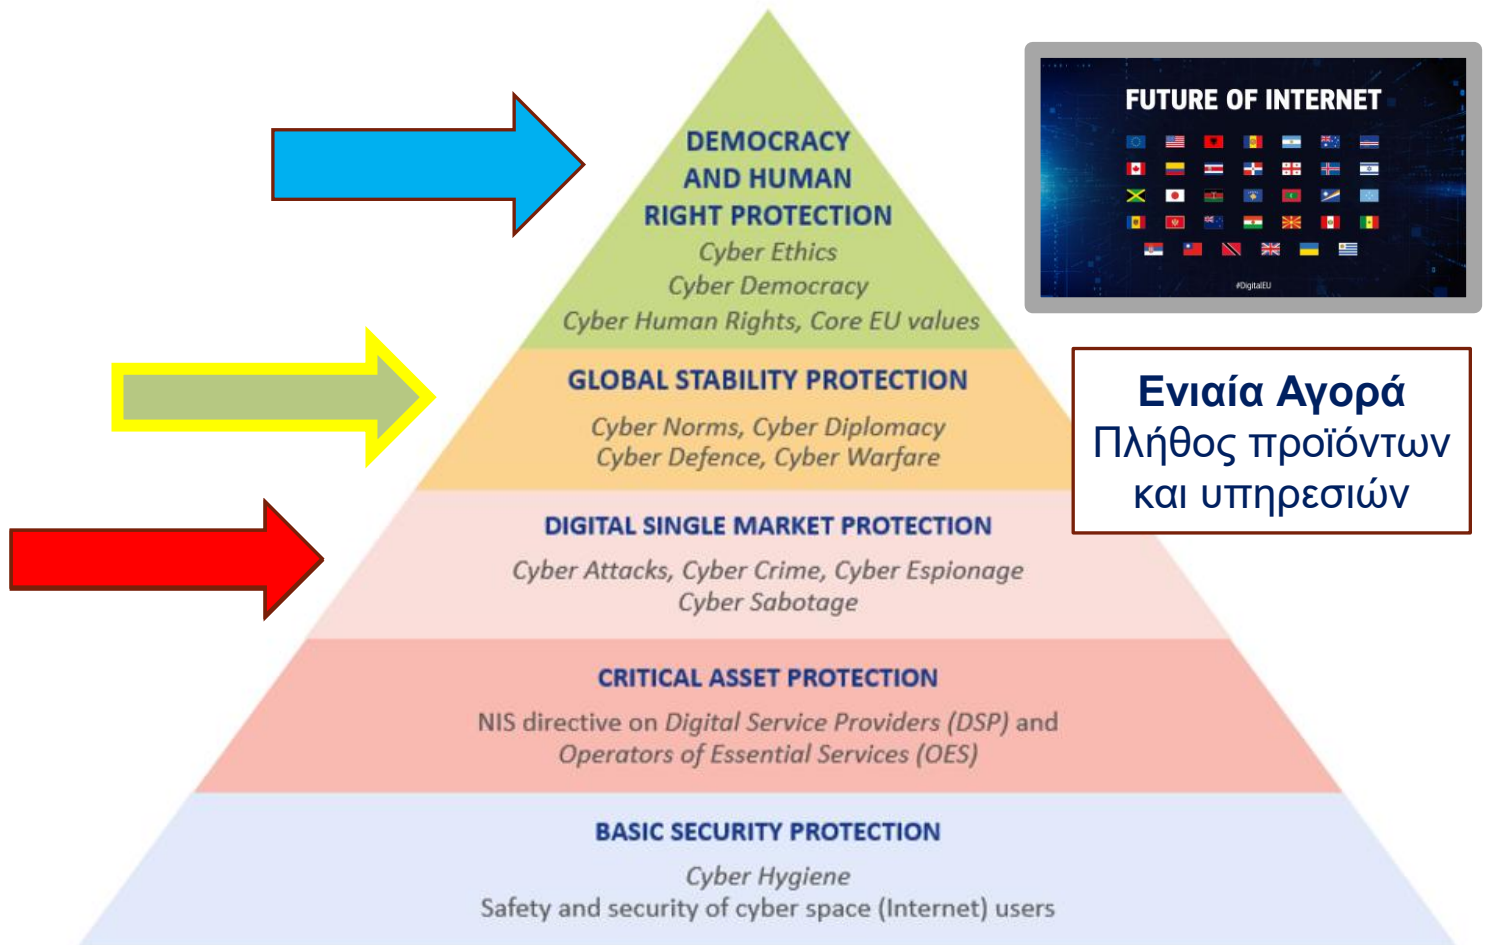 DEMOCRACY
AND HUMAN
RIGHT PROTECTION
Cyber Ethics
Cyber Democracy
Cyber Human Rights, Core EU values
GLOBAL STABILITY PROTECTION
Cyber Norms, Cyber Diplomacy
Cyber Defence, Cyber Warfare
DIGITAL SINGLE MARKET PROTECTION
Cyber Attacks, Cyber Crime, Cyber Espionage
Cyber Sabotage
CRITICAL ASSET PROTECTION
NIS directive on Digital Service Providers (DSP) and
Operators of Essential Services (OES)
BASIC SECURITY PROTECTION
Cyber Hygiene
Safety and security of cyber space (Internet) users
FUTURE OF INTERNET
#DigitalEU
Ενιαία Αγορά
Πλήθος προϊόντων
και υπηρεσιών